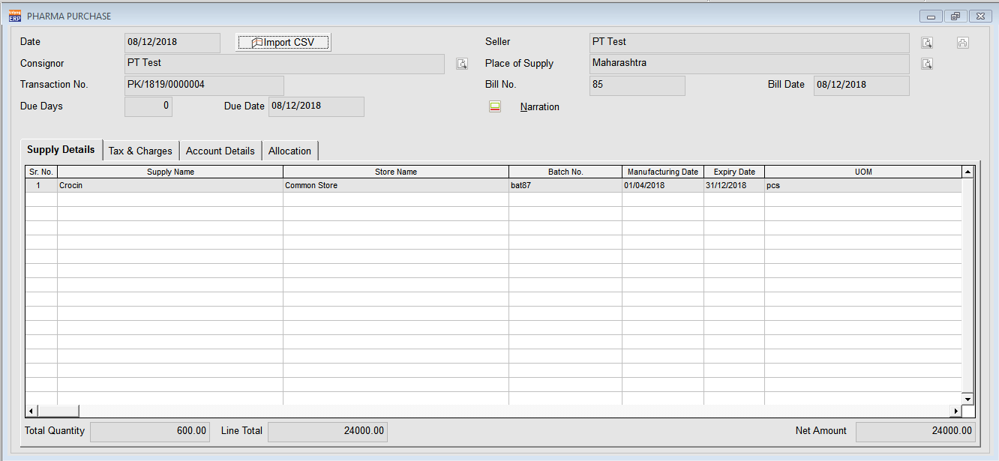 Udyog ERP PHARMA PURCHASE
Date 08/12/2018 Import CSV Seller PT Test
Consignor PT Test Place of Supply Maharashtra
Transaction No. PK/1819/0000004 Bill No. 85 Bill Date 08/12/2018
Due Days 0 Due Date 08/12/2018 Narration
Supply Details Tax & Charges Account Details Allocation
Sr. No. Supply Name Store Name Batch No. Manufacturing Date Expiry Date UOM
1 Crocin Common Store bat87 01/04/2018 31/12/2018 pcs
Total Quantity 600.00 Line Total 24000.00 Net Amount 24000.00